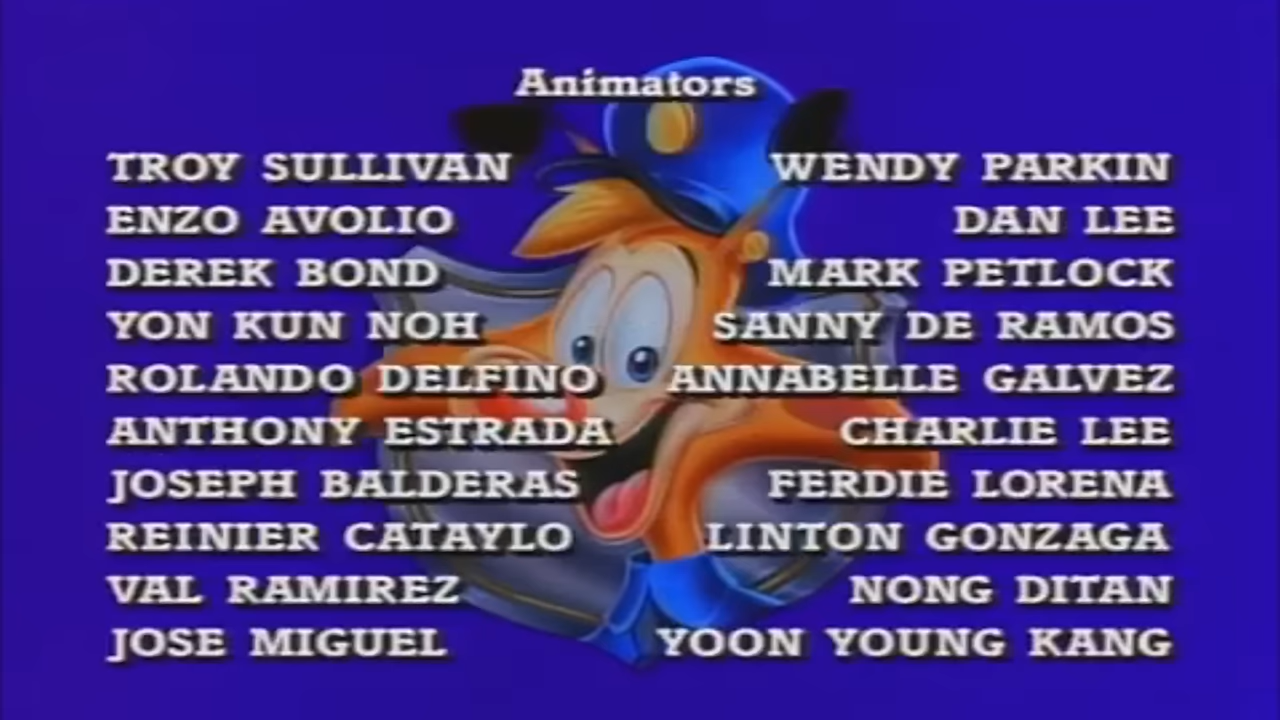 Animators
TROY SULLIVAN WENDY PARKIN
ENZO AVOLIO DAN LEE
DEREK BOND MARK PETLOCK
YON KUN NOH SANNY DE RAMOS
ROLANDO DELFINO ANNABELLE GALVEZ
ANTHONY ESTRADA CHARLIE LEE
JOSEPH BALDERAS FERDIE LORENA
REINIER CATAYLO LINTON GONZAGA
VAL RAMIREZ NONG DITAN
JOSE MIGUEL YOON YOUNG KANG